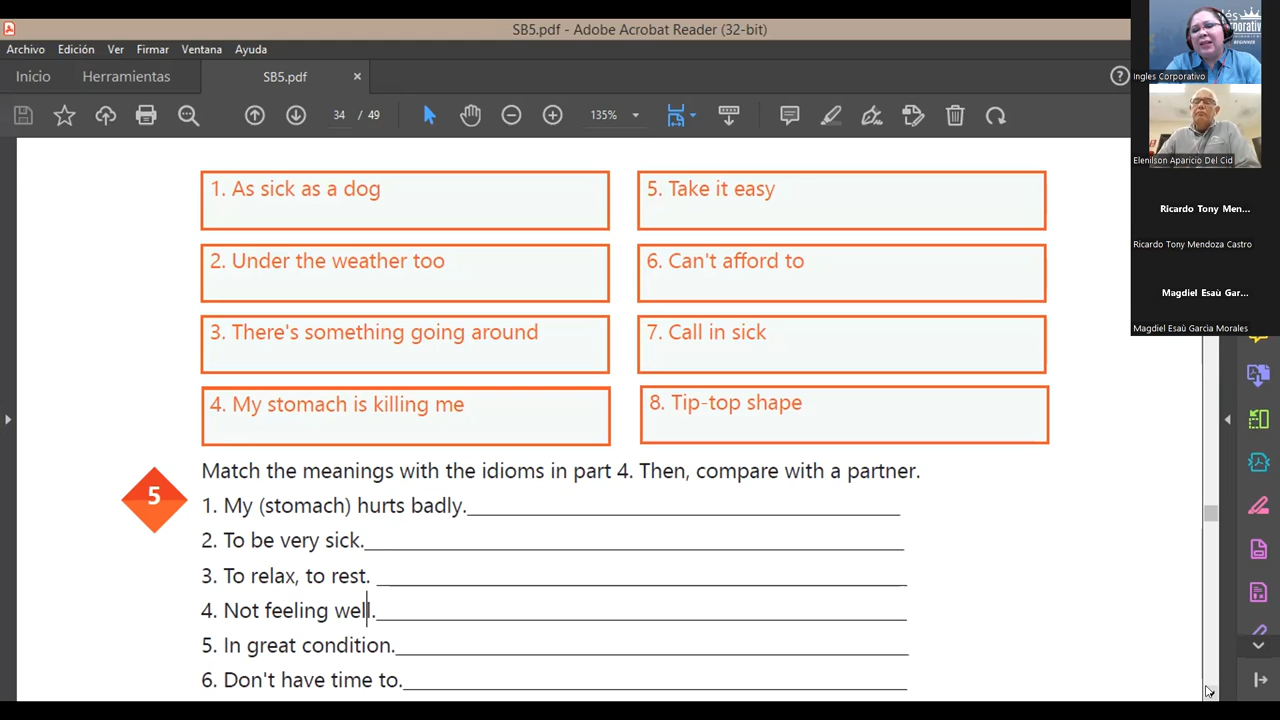 SB5.pdf - Adobe Acrobat Reader (32-bit)
Archivo Edición Ver Firmar Ventana Ayuda
Inicio Herramientas SB5.pdf ×
34 / 49 135%
1. As sick as a dog
5. Take it easy
2. Under the weather too
6. Can't afford to
3. There's something going around
7. Call in sick
4. My stomach is killing me
8. Tip-top shape
5
Match the meanings with the idioms in part 4. Then, compare with a partner.
1. My (stomach) hurts badly.
2. To be very sick.
3. To relax, to rest.
4. Not feeling well.
5. In great condition.
6. Don't have time to.
BEGINNER
Ingles Corporativo
Elenilson Aparicio Del Cid
Ricardo Tony Men...
Ricardo Tony Mendoza Castro
Magdiel Esaù Gar...
Magdiel Esaù Garcia Morales